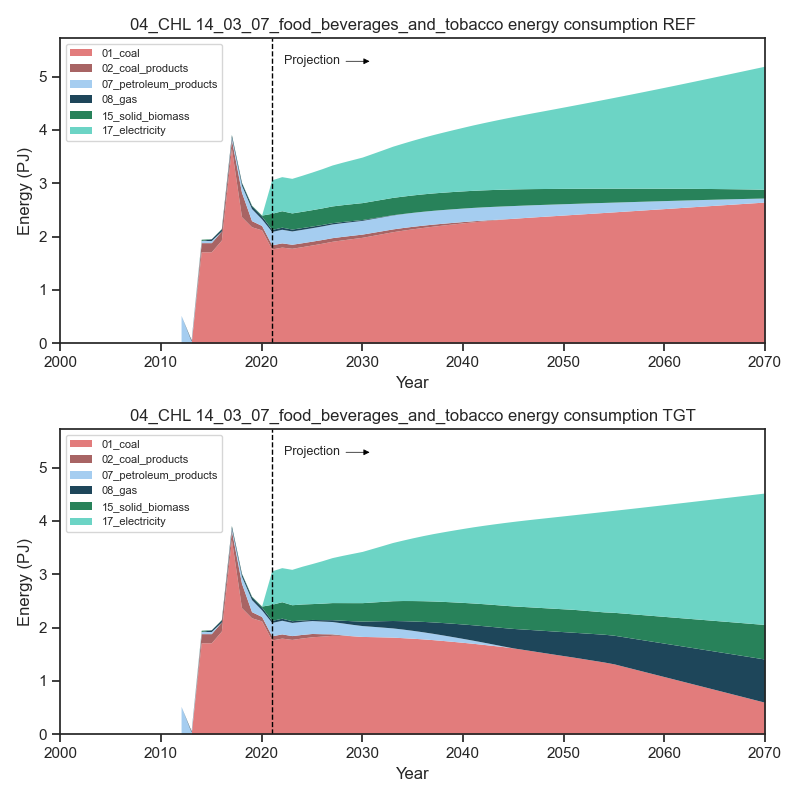 04_CHL 14_03_07_food_beverages_and_tobacco energy consumption REF
01_coal
02_coal_products
07_petroleum_products
08_gas
15_solid_biomass
17_electricity
Projection
Energy (PJ)
5
4
3
2
1
0
2000 2010 2020 2030 2040 2050 2060 2070
Year
04_CHL 14_03_07_food_beverages_and_tobacco energy consumption TGT
01_coal
02_coal_products
07_petroleum_products
08_gas
15_solid_biomass
17_electricity
Projection
Energy (PJ)
5
4
3
2
1
0
2000 2010 2020 2030 2040 2050 2060 2070
Year